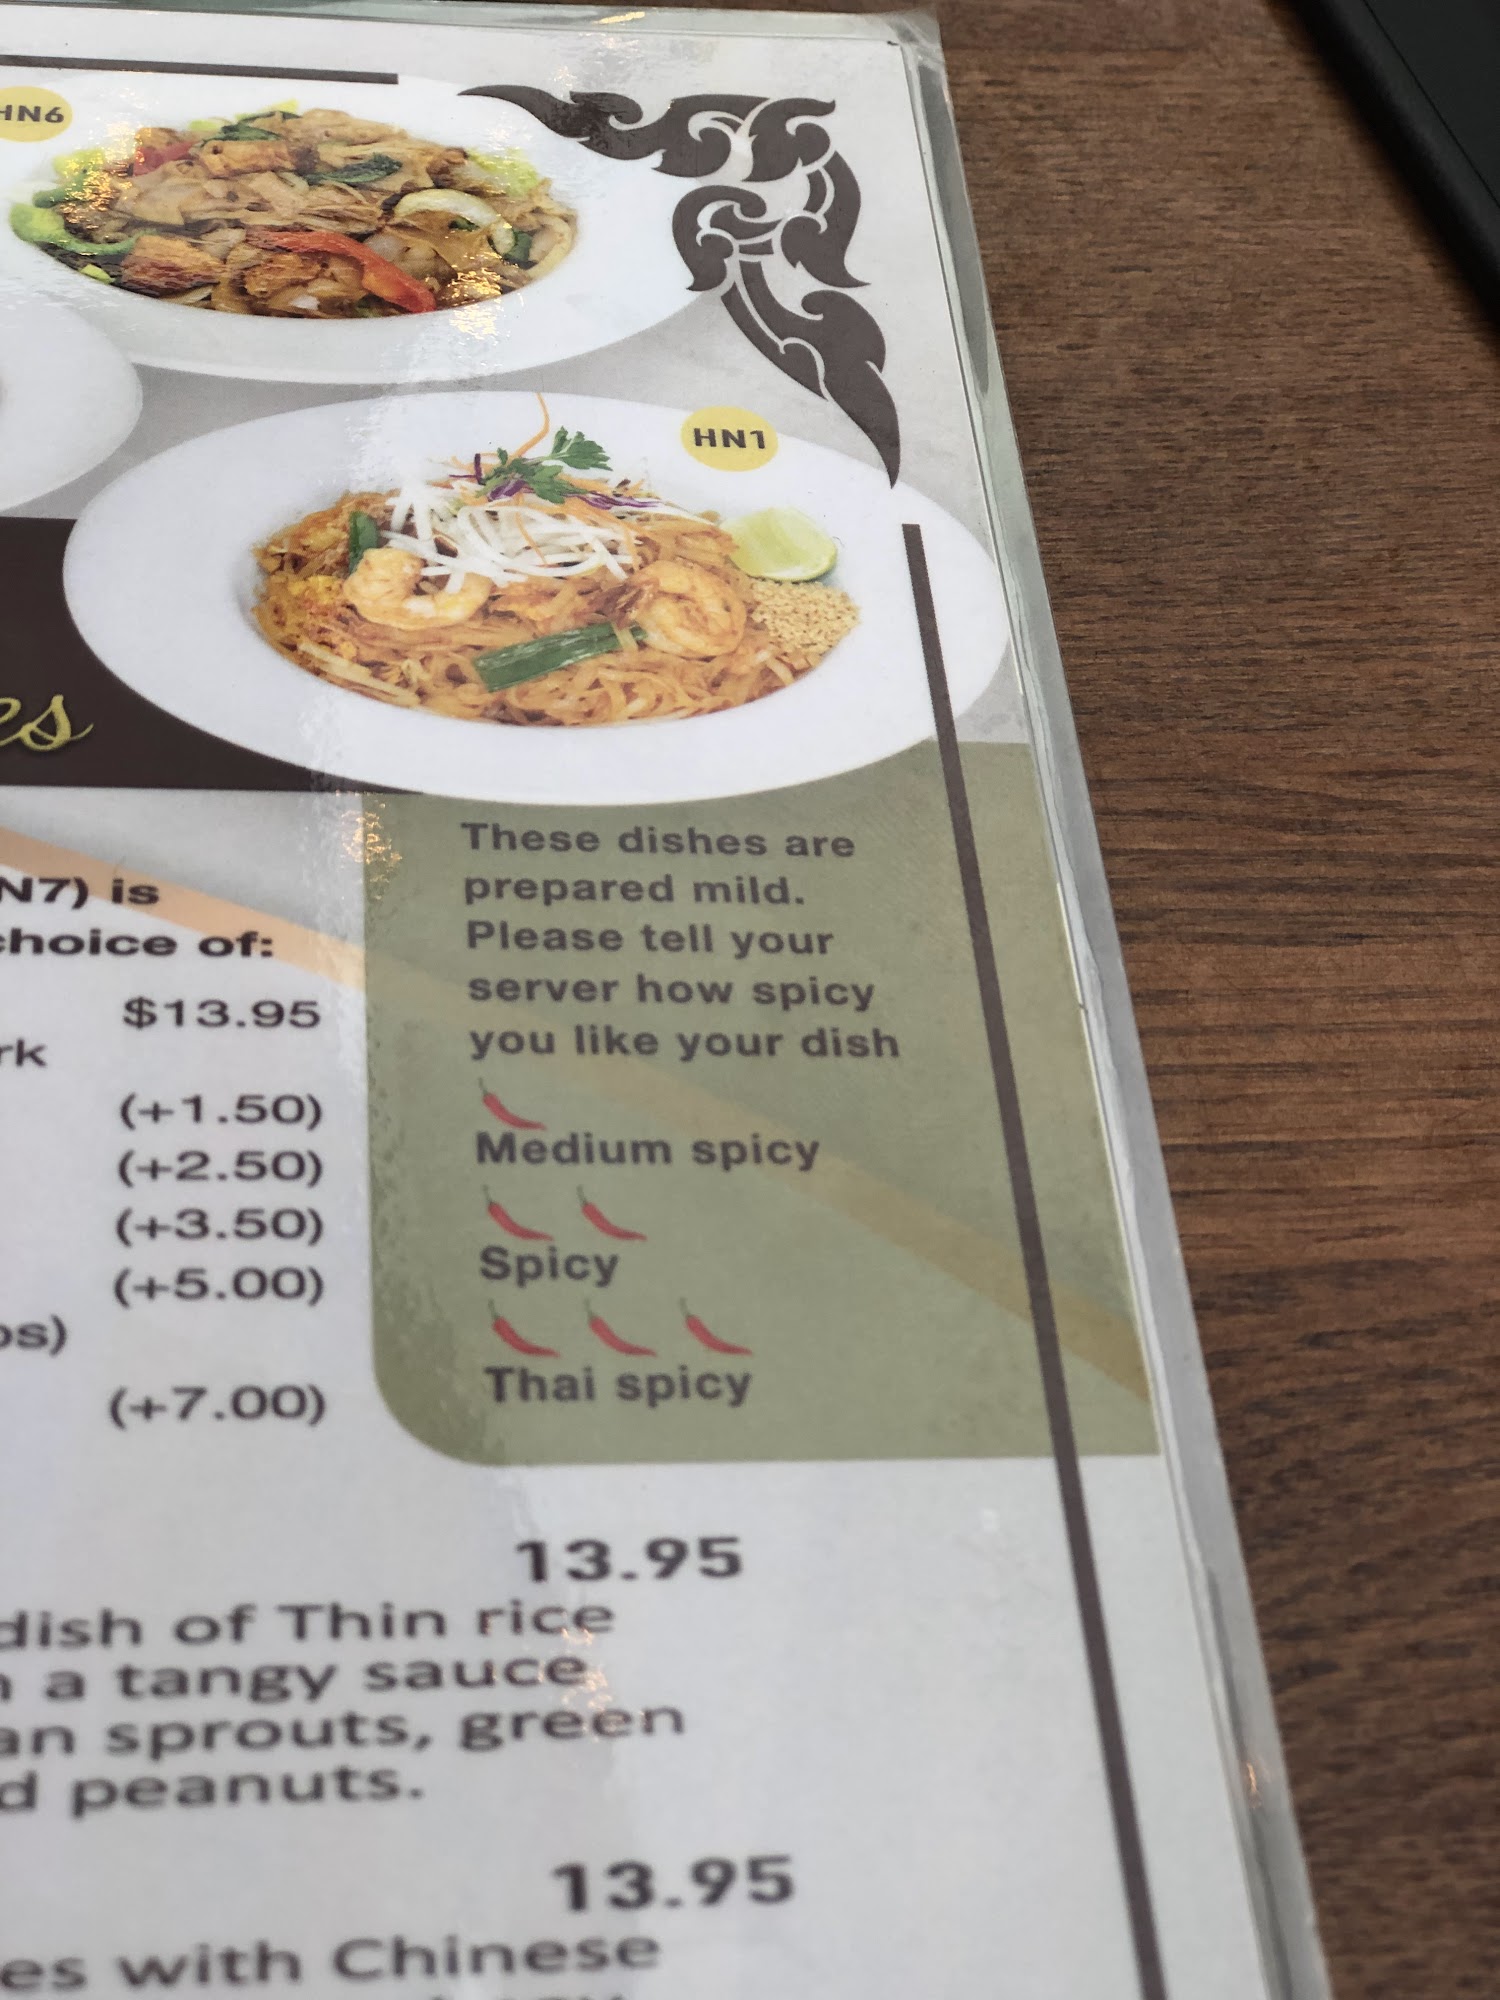 HN6
HN1
es
These dishes are
prepared mild.
Please tell your
server how spicy
you like your dish
Medium spicy
Spicy
Thai spicy
N7) is
choice of:
$13.95
rk
(+1.50)
(+2.50)
(+3.50)
(+5.00)
os)
(+7.00)
13.95
dish of Thin rice
a tangy sauce
an sprouts, green
d peanuts.
13.95
es with Chinese